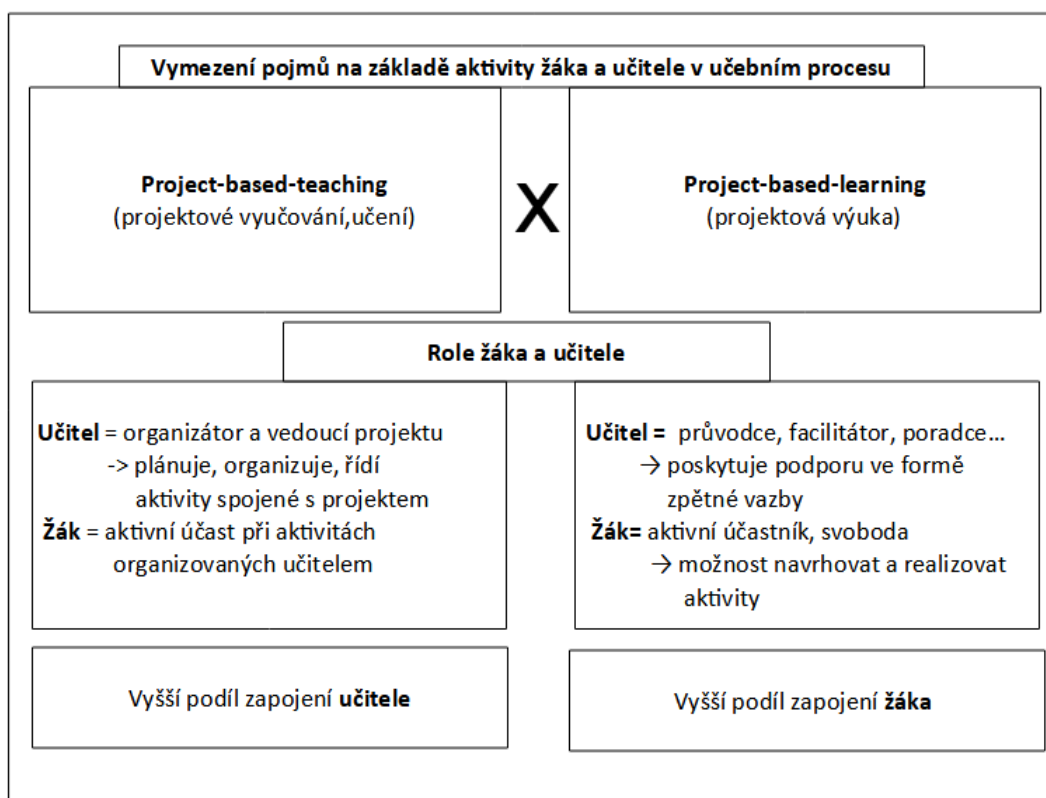 Vymezení pojmů na základě aktivity žáka a učitele v učebním procesu
Project-based-teaching
(projektové vyučování,učení)
X
Project-based-learning
(projektová výuka)
Role žáka a učitele
Učitel = organizátor a vedoucí projektu
-> plánuje, organizuje, řídí
aktivity spojené s projektem
Žák = aktivní účast při aktivitách
organizovaných učitelem
Učitel = průvodce, facilitátor, poradce...
→ poskytuje podporu ve formě
zpětné vazby
Žák= aktivní účastník, svoboda
→ možnost navrhovat a realizovat
aktivity
Vyšší podíl zapojení učitele
Vyšší podíl zapojení žáka